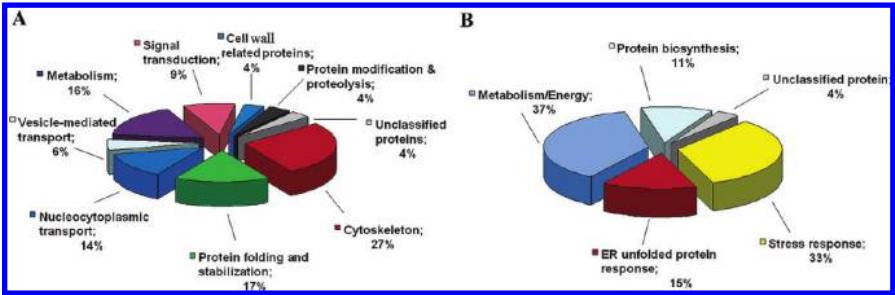 A
Signal
transduction;
9%
Cell wall
related proteins;
4%
Protein modification &
proteolysis;
4%
Metabolism;
16%
Vesicle-mediated
transport;
6%
Unclassified
proteins;
4%
Nucleocytoplasmic
transport;
14%
Protein folding and
stabilization;
17%
Cytoskeleton;
27%
B
Protein biosynthesis;
11%
Unclassified protein;
4%
Metabolism/Energy;
37%
ER unfolded protein
response;
15%
Stress response;
33%